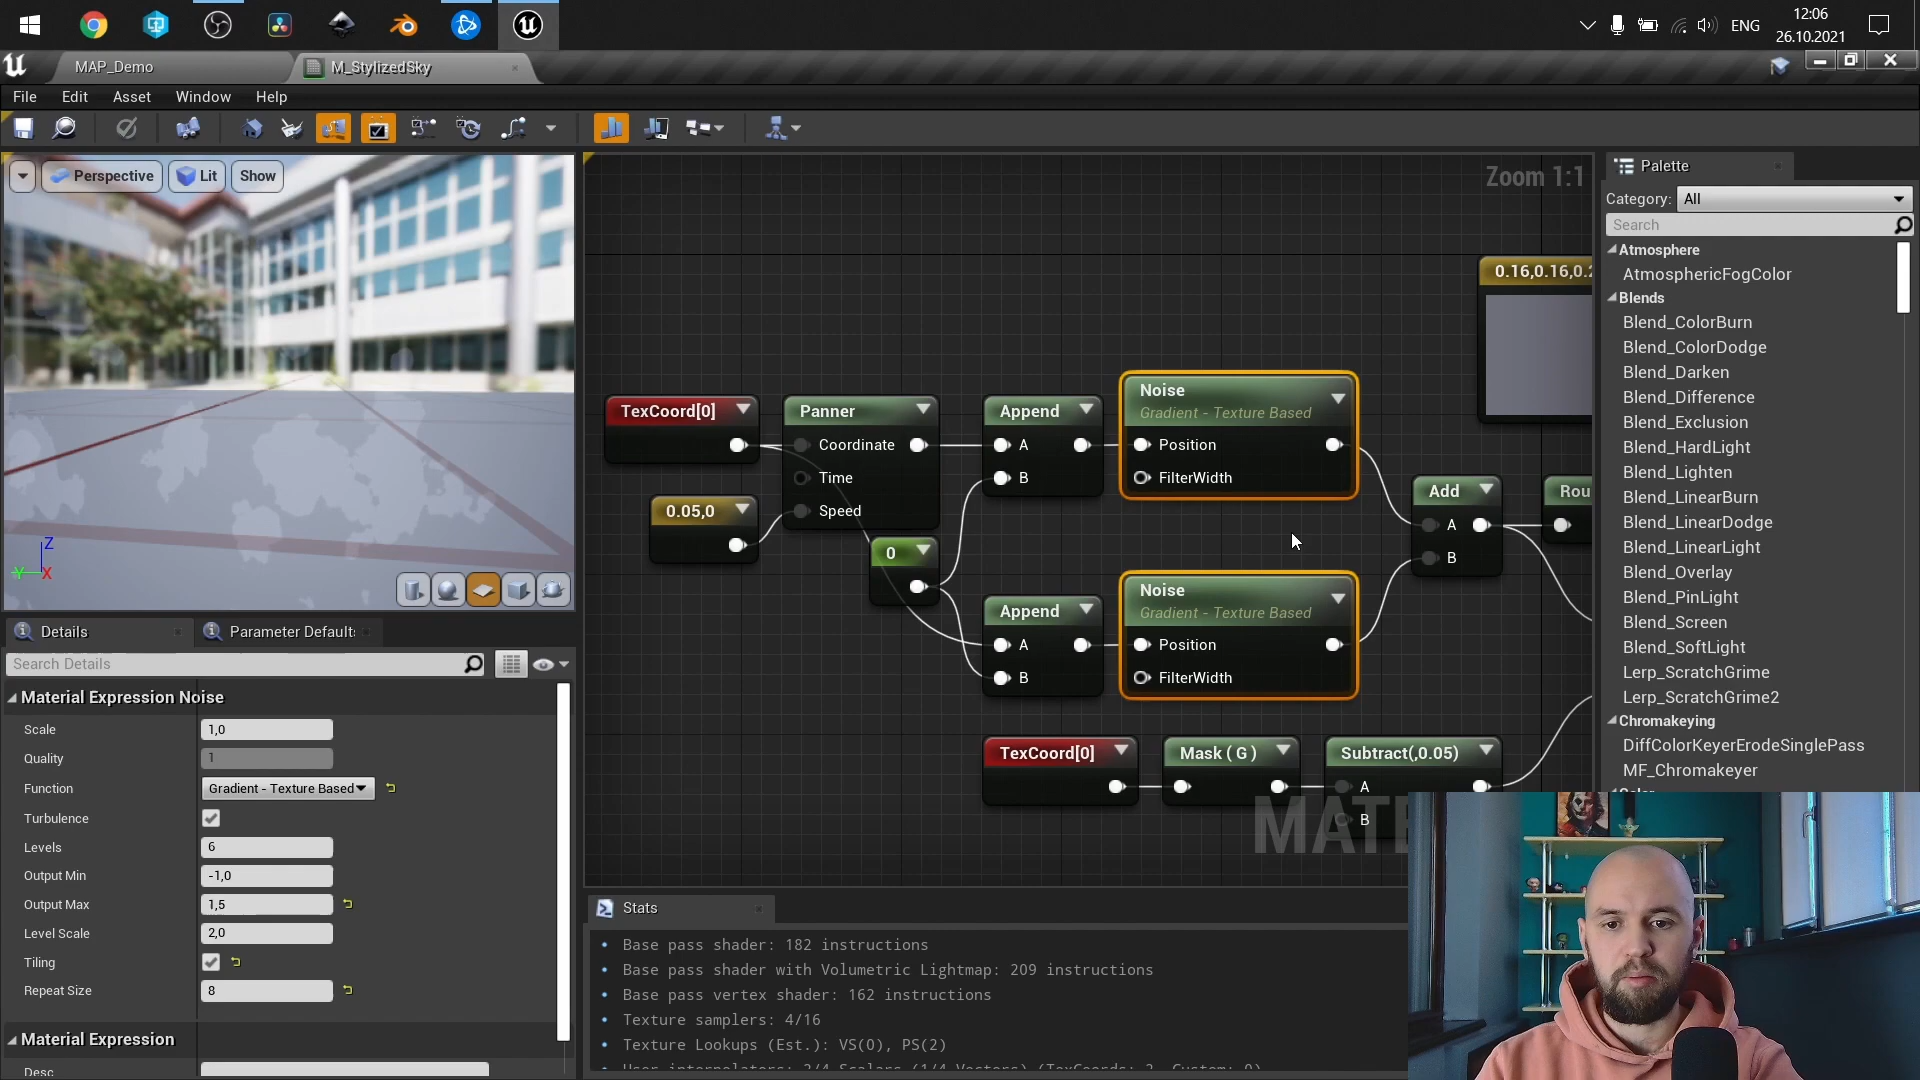 ENG
12:06
26.10.2021
MAP_Demo
M_StylizedSky
File Edit Asset Window Help
Perspective Lit Show
Zoom 1:1
Palette
Category: All
Search
Atmosphere
AtmosphericFogColor
Blends
Blend_ColorBurn
Blend_ColorDodge
Blend_Darken
Blend_Difference
Blend_Exclusion
Blend_HardLight
Blend_Lighten
Blend_LinearBurn
Blend_LinearDodge
Blend_LinearLight
Blend_Overlay
Blend_PinLight
Blend_Screen
Blend_SoftLight
Lerp_ScratchGrime
Lerp_ScratchGrime2
Chromakeying
DiffColorKeyerErodeSinglePass
MF_Chromakeyer
0.16,0.16,0.2
TexCoord[0]
Panner
Coordinate
Time
Speed
0.05,0
0
Append
A
B
Noise
Gradient - Texture Based
Position
FilterWidth
Append
A
B
Noise
Gradient - Texture Based
Position
FilterWidth
Add
A
B
Rou
TexCoord[0]
Mask ( G )
Subtract(,0.05)
A
B
MAT
Z
Y X
Details
Parameter Default
Search Details
Material Expression Noise
Scale 1,0
Quality 1
Function Gradient - Texture Based
Turbulence
Levels 6
Output Min -1,0
Output Max 1,5
Level Scale 2,0
Tiling
Repeat Size 8
Material Expression
Desc
Stats
Base pass shader: 182 instructions
Base pass shader with Volumetric Lightmap: 209 instructions
Base pass vertex shader: 162 instructions
Texture samplers: 4/16
Texture Lookups (Est.): VS(0), PS(2)